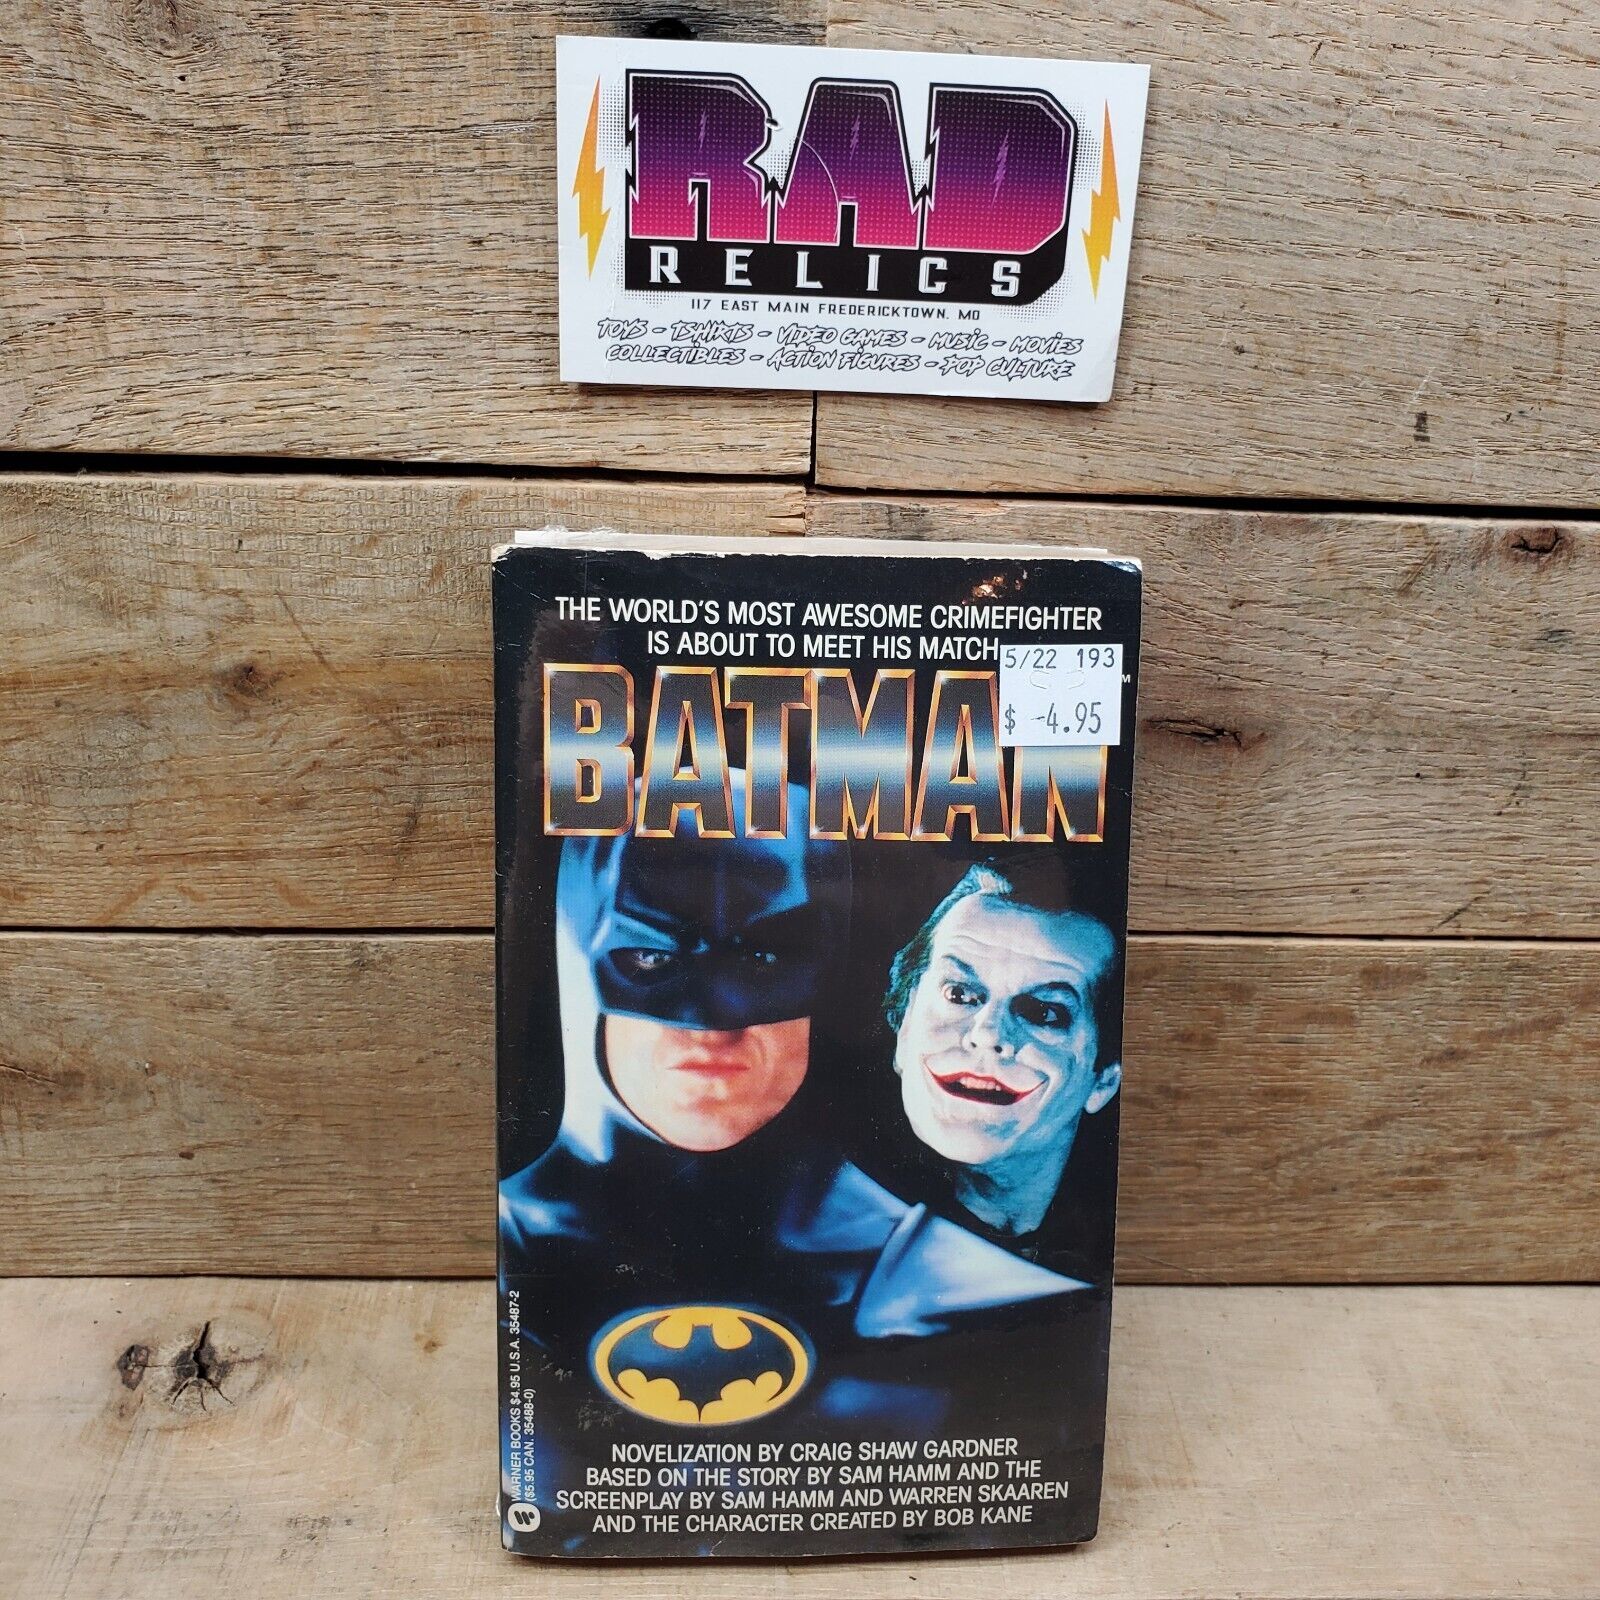 RAD
RELICS
117 EAST MAIN FREDERICKTOWN, MO
TOYS - TSHIRTS - VIDEO GAMES - MUSIC - MOVIES
COLLECTIBLES - ACTION FIGURES - POP CULTURE
THE WORLD'S MOST AWESOME CRIMEFIGHTER
IS ABOUT TO MEET HIS MATCH
5/22 193
$ -4.95
BATMAN
TM
WARNER BOOKS $4.95 U.S.A. 35487-2
($5.95 CAN. 35488-0)
NOVELIZATION BY CRAIG SHAW GARDNER
BASED ON THE STORY BY SAM HAMM AND THE
SCREENPLAY BY SAM HAMM AND WARREN SKAAREN
AND THE CHARACTER CREATED BY BOB KANE